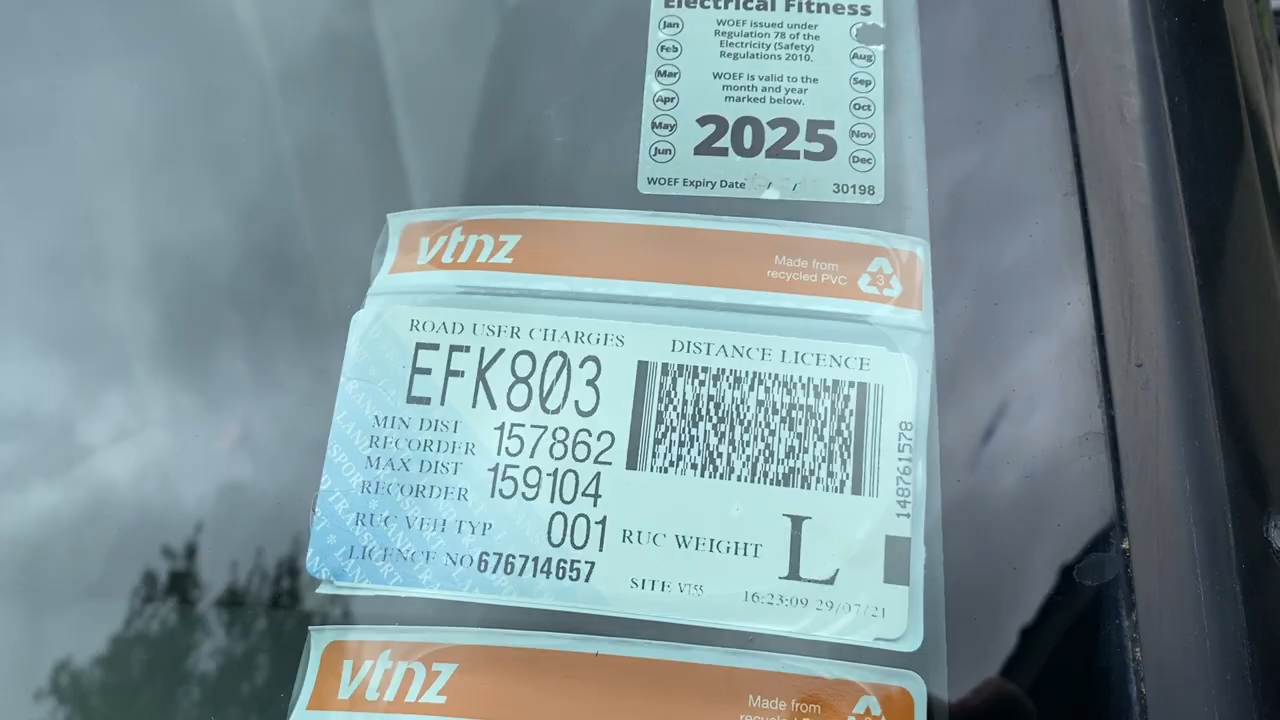 Electrical Fitness
Jan
Feb
Mar
Apr
May
Jun
WOEF issued under
Regulation 78 of the
Electricity (Safety)
Regulations 2010.
WOEF is valid to the
month and year
marked below.
2025
Aug
Sep
Oct
Nov
Dec
WOEF Expiry Date / / 30198
vtnz
Made from
recycled PVC
3
ROAD USER CHARGES DISTANCE LICENCE
EFK803
MIN DIST
RECORDER 157862
MAX DIST
RECORDER 159104
RUC VEH TYP 001 RUC WEIGHT L
LICENCE NO 676714657
SITE VT55 16:23:09 29/07/21
148761578
vtnz
Made from